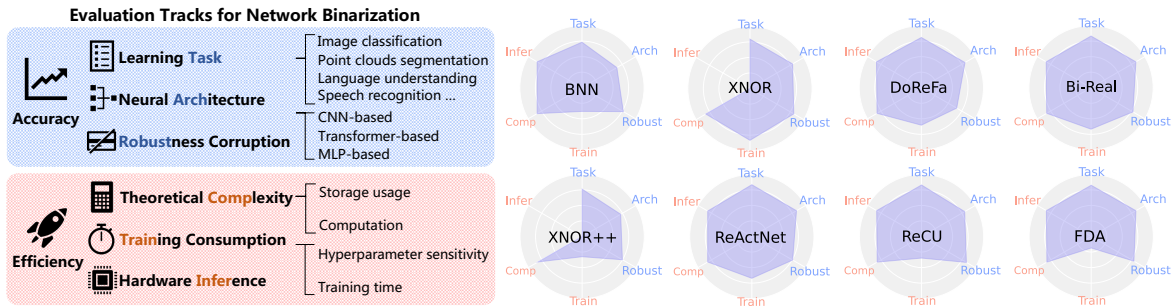 Evaluation Tracks for Network Binarization
Accuracy
Learning Task
Image classification
Point clouds segmentation
Language understanding
Speech recognition ...
Neural Architecture
CNN-based
Transformer-based
MLP-based
Robustness Corruption
Efficiency
Theoretical Complexity
Storage usage
Computation
Training Consumption
Hyperparameter sensitivity
Training time
Hardware Inference
Task
Infer
Arch
BNN
Comp
Robust
Train
Task
Infer
Arch
XNOR
Comp
Robust
Train
Task
Infer
Arch
DoReFa
Comp
Robust
Train
Task
Infer
Arch
Bi-Real
Comp
Robust
Train
Task
Infer
Arch
XNOR++
Comp
Robust
Train
Task
Infer
Arch
ReActNet
Comp
Robust
Train
Task
Infer
Arch
ReCU
Comp
Robust
Train
Task
Infer
Arch
FDA
Comp
Robust
Train